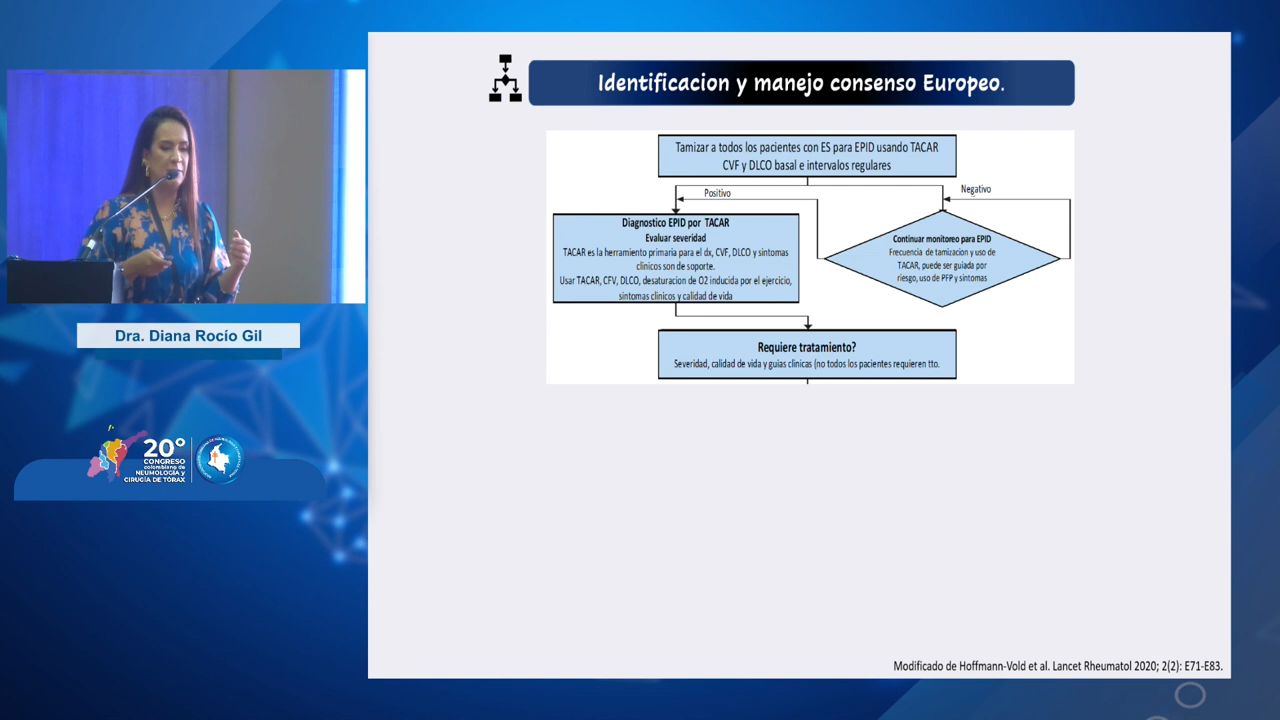 Identificacion y manejo consenso Europeo.
Tamizar a todos los pacientes con ES para EPID usando TACAR
CVF y DLCO basal e intervalos regulares
Positivo
Negativo
Diagnostico EPID por TACAR
Evaluar severidad
TACAR es la herramiento primaria para el dx, CVF, DLCO y sintomas
clinicos son de soporte.
Usar TACAR, CFV, DLCO, desaturacion de O2 inducida por el ejercicio,
sintomas clinicos y calidad de vida
Continuar monitoreo para EPID
Frecuencia de tamizacion y uso de
TACAR, puede ser guiada por
riesgo, uso de PFP y sintomas
Requiere tratamiento?
Severidad, calidad de vida y guias clinicas (no todos los pacientes requieren tto.
Modificado de Hoffmann-Vold et al. Lancet Rheumatol 2020; 2(2): E71-E83.
Dra. Diana Rocío Gil
20°
CONGRESO
colombiano de
NEUMOLOGÍA y
CIRUGÍA DE TÓRAX